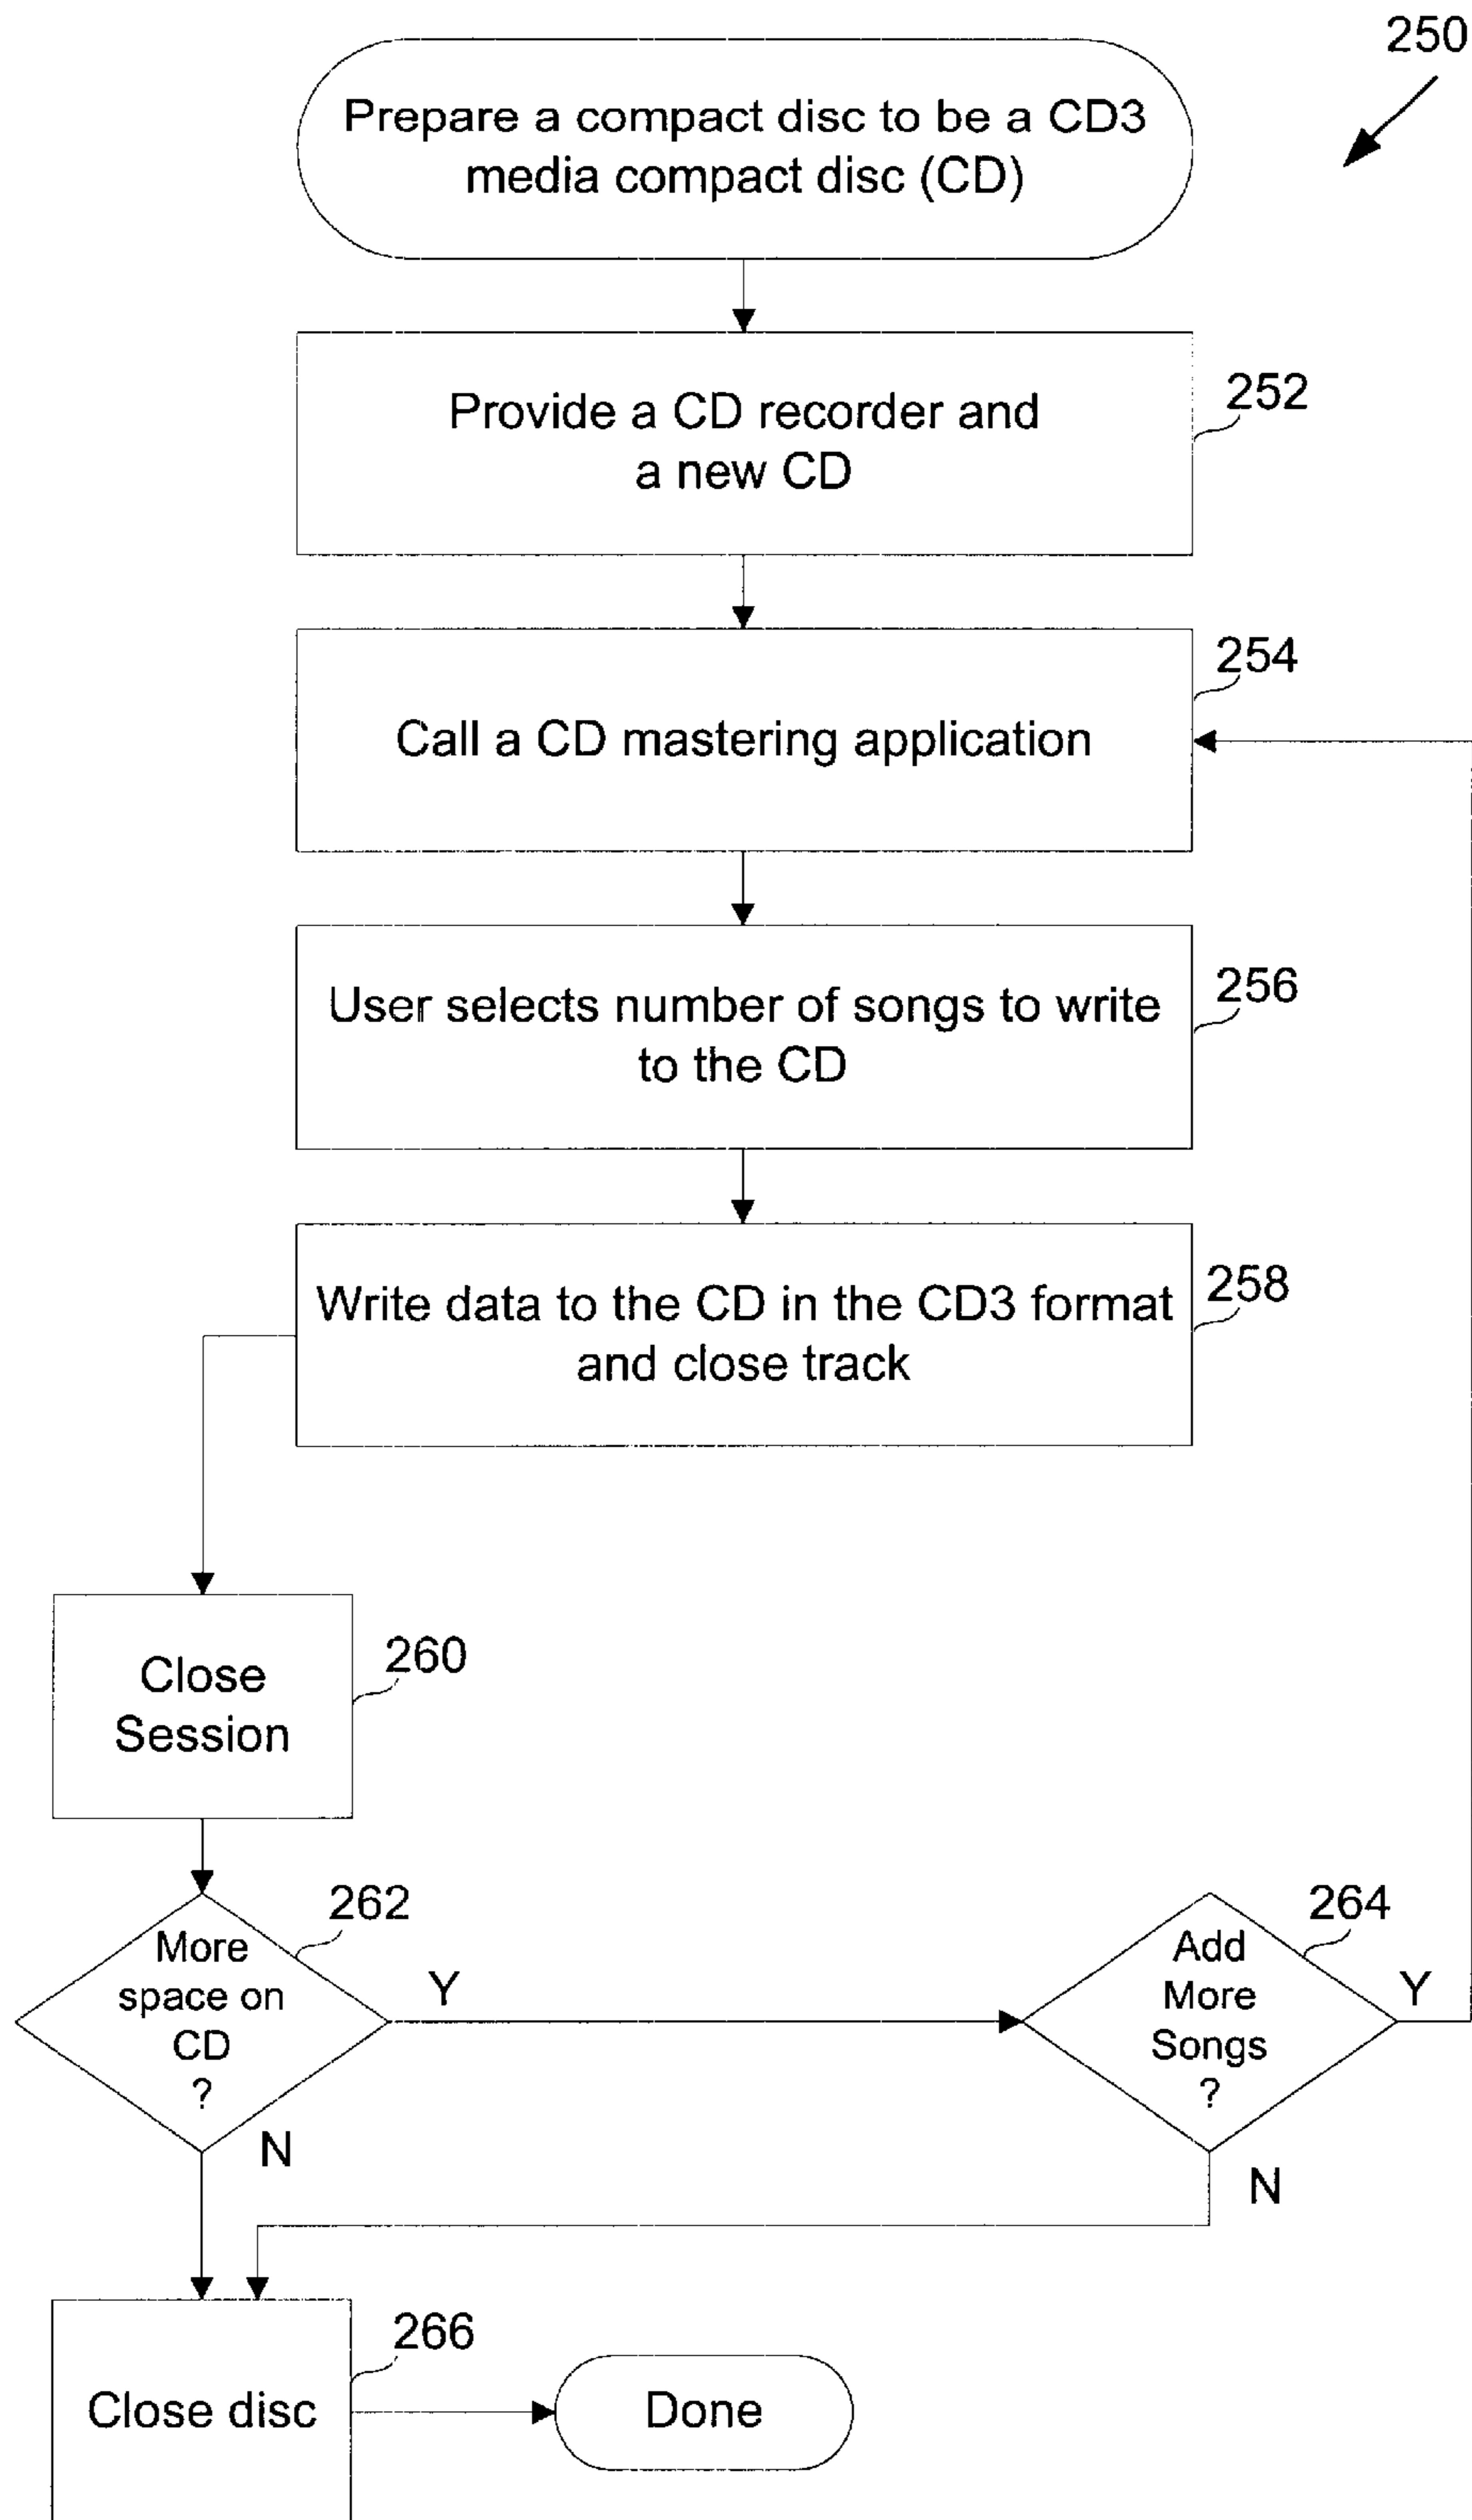 250
Prepare a compact disc to be a CD3
media compact disc (CD)
Provide a CD recorder and
a new CD
252
Call a CD mastering application
254
User selects number of songs to write
to the CD
256
Write data to the CD in the CD3 format
and close track
258
Close
Session
260
More
space on
CD
?
262
Y
N
Add
More
Songs
?
264
Y
N
Close disc
266
Done